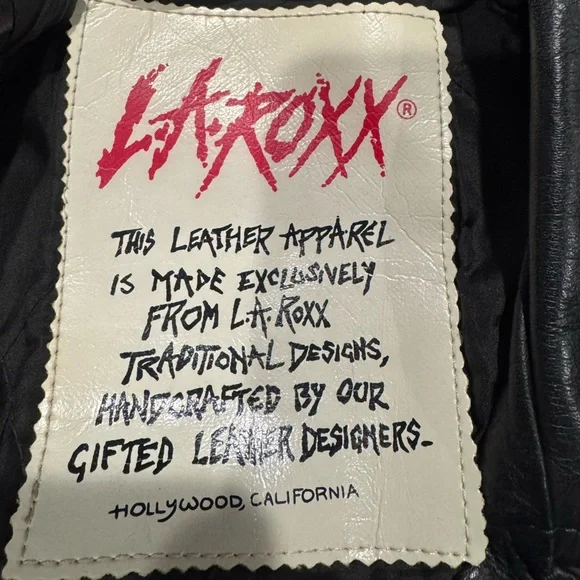 L.A.ROXX®
THIS LEATHER APPAREL
IS MADE EXCLUSIVELY
FROM L.A.ROXX
TRADITIONAL DESIGNS,
HANDCRAFTED BY OUR
GIFTED LEATHER DESIGNERS-
HOLLYWOOD, CALIFORNIA